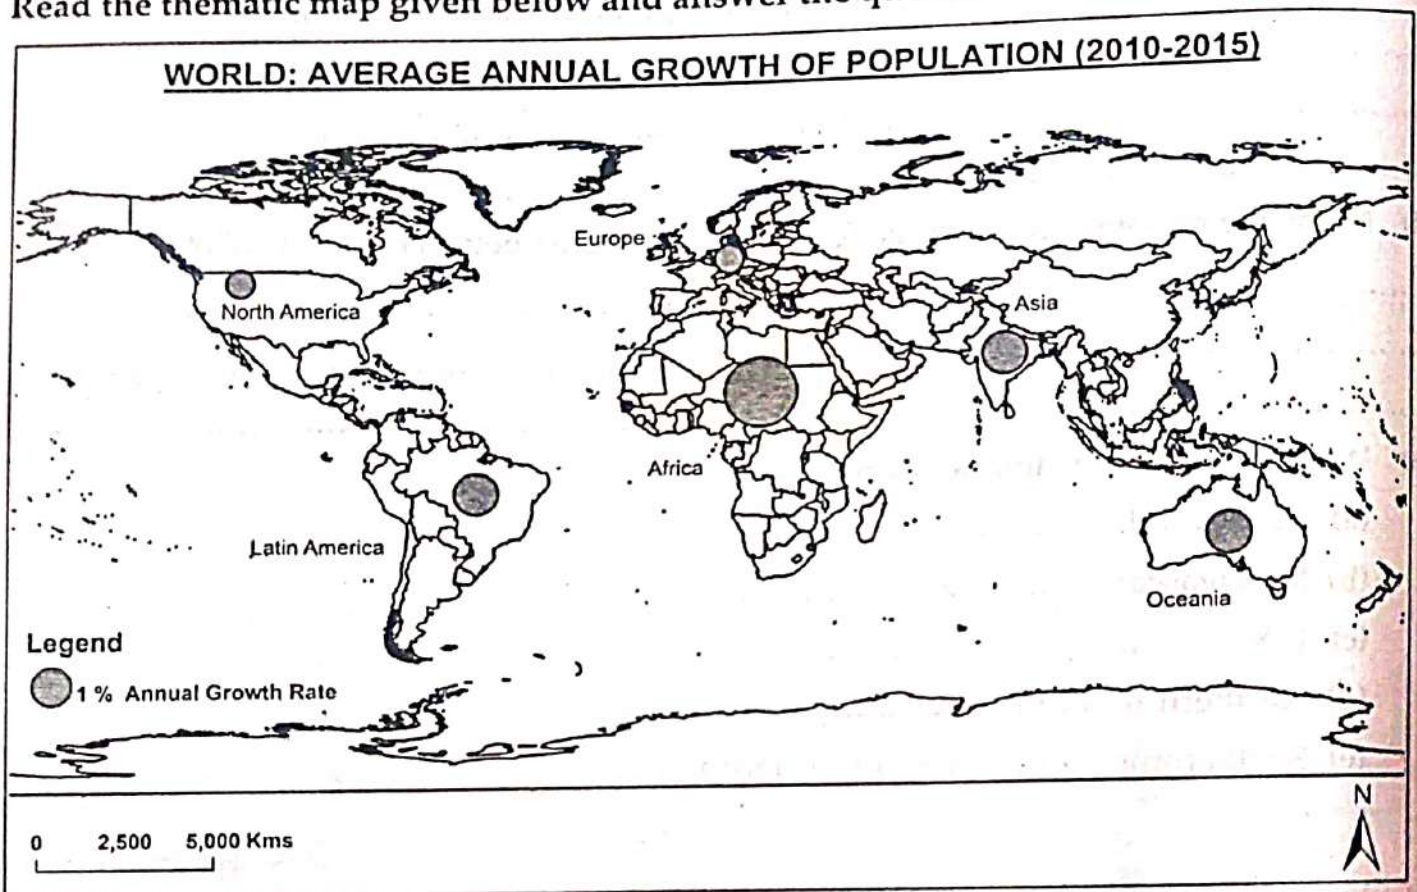 Read the thematic map given below and answer the
WORLD: AVERAGE ANNUAL GROWTH OF POPULATION (2010-2015)
Europe
North America
Asia
Africa
Latin America
Oceania
Legend
1 % Annual Growth Rate
N
0 2,500 5,000 Kms